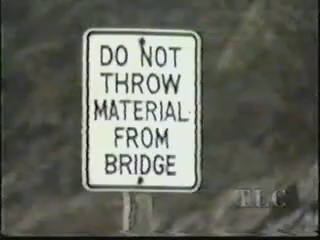 DO NOT
THROW
MATERIAL
FROM
BRIDGE
TLC